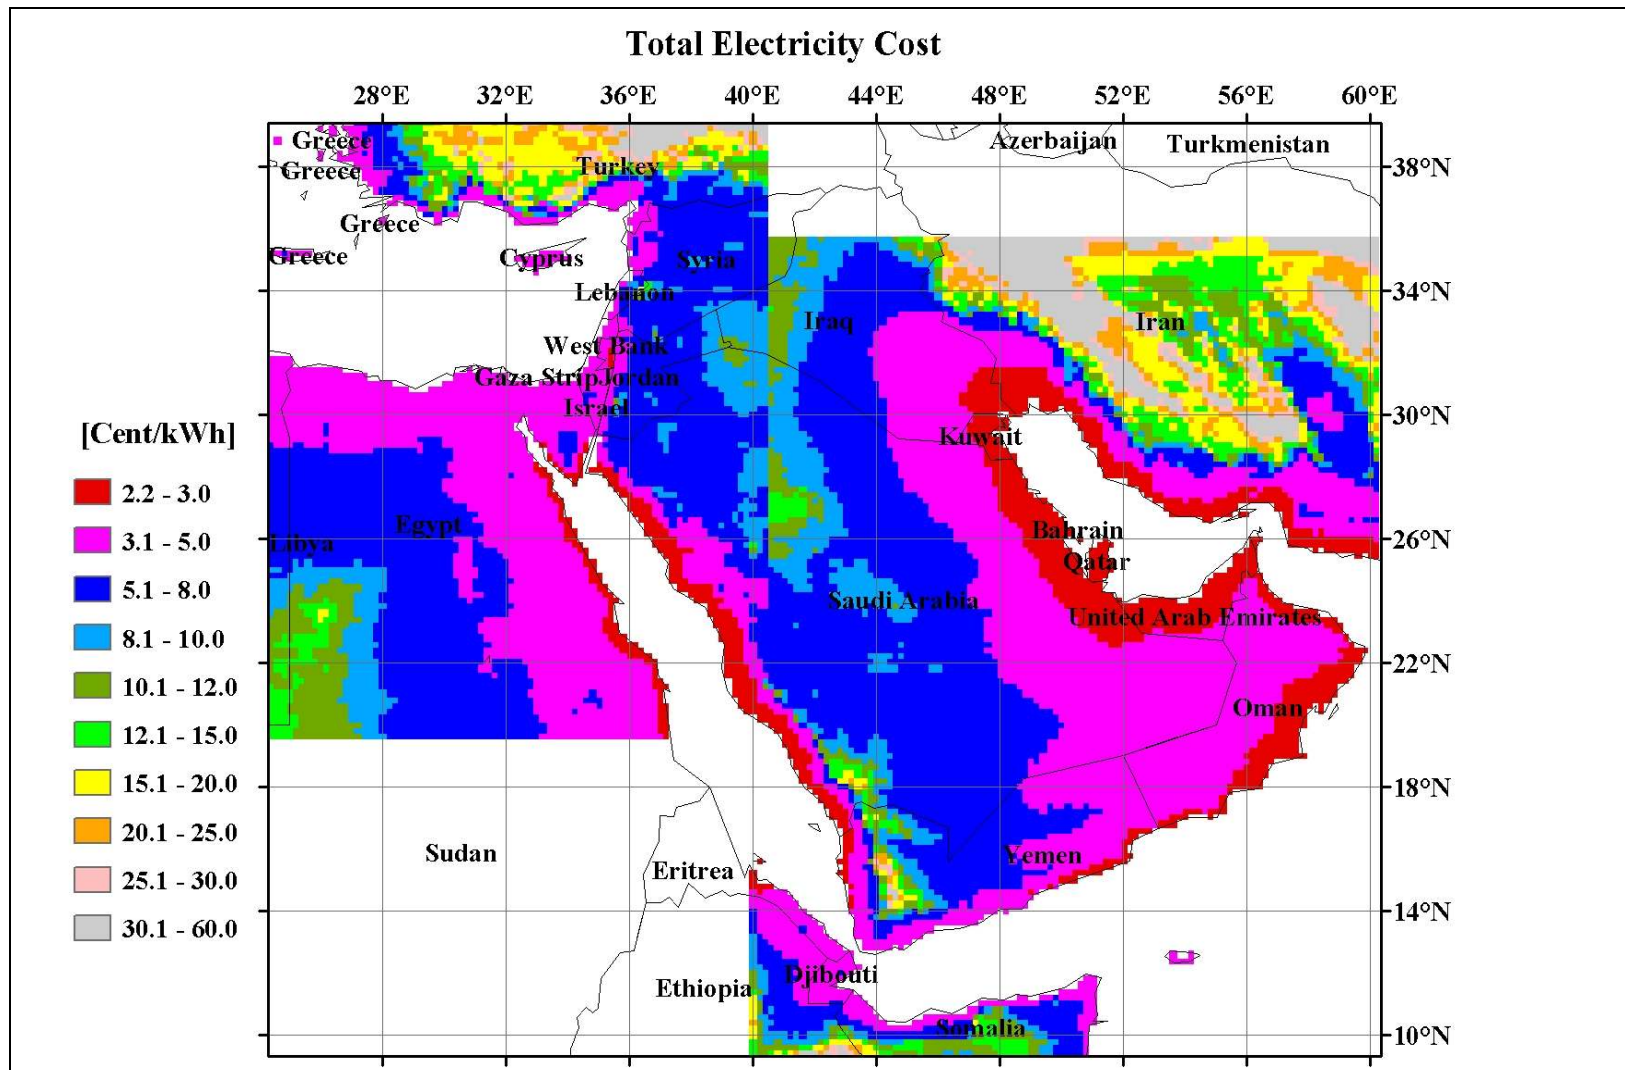 Total Electricity Cost
28°E 32°E 36°E 40°E 44°E 48°E 52°E 56°E 60°E
Greece
Azerbaijan
Turkmenistan
38°N
Greece
Turkey
Greece
Greece
Cyprus
Syria
Lebanon
34°N
Iraq
Iran
West Bank
Gaza Strip
Jordan
Israel
30°N
[Cent/kWh]
Kuwait
2.2 - 3.0
3.1 - 5.0
5.1 - 8.0
8.1 - 10.0
10.1 - 12.0
12.1 - 15.0
15.1 - 20.0
20.1 - 25.0
25.1 - 30.0
30.1 - 60.0
Egypt
Libya
Bahrain
26°N
Qatar
Saudi Arabia
United Arab Emirates
22°N
Oman
18°N
Sudan
Yemen
Eritrea
14°N
Djibouti
Ethiopia
Somalia
10°N